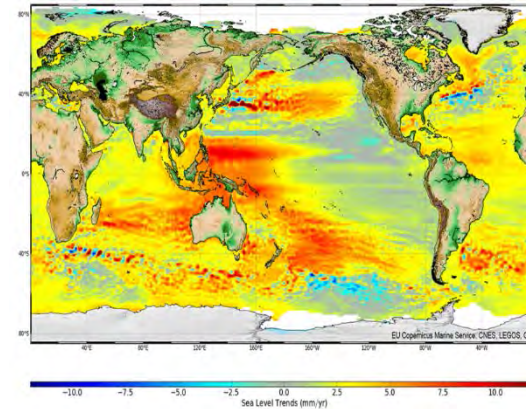 80°N
40°N
0°N
40°S
80°S
EU Copernicus Marine Service; CNES, LEGOS, C
40°E 80°E 120°E 160°E 160°W 120°W 80°W 40°W
-10.0 -7.5 -5.0 -2.5 0.0 2.5 5.0 7.5 10.0
Sea Level Trends (mm/yr)